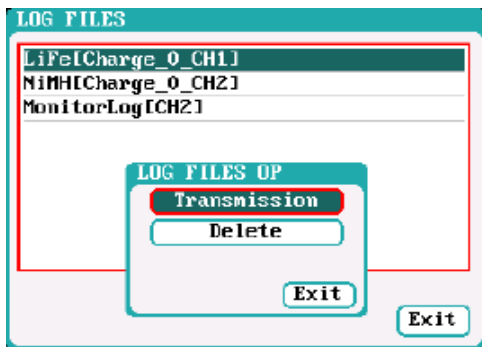 LOG FILES
LiFe[Charge_0_CH1]
NiMH[Charge_0_CH2]
MonitorLog[CH2]
LOG FILES OP
Transmission
Delete
Exit
Exit